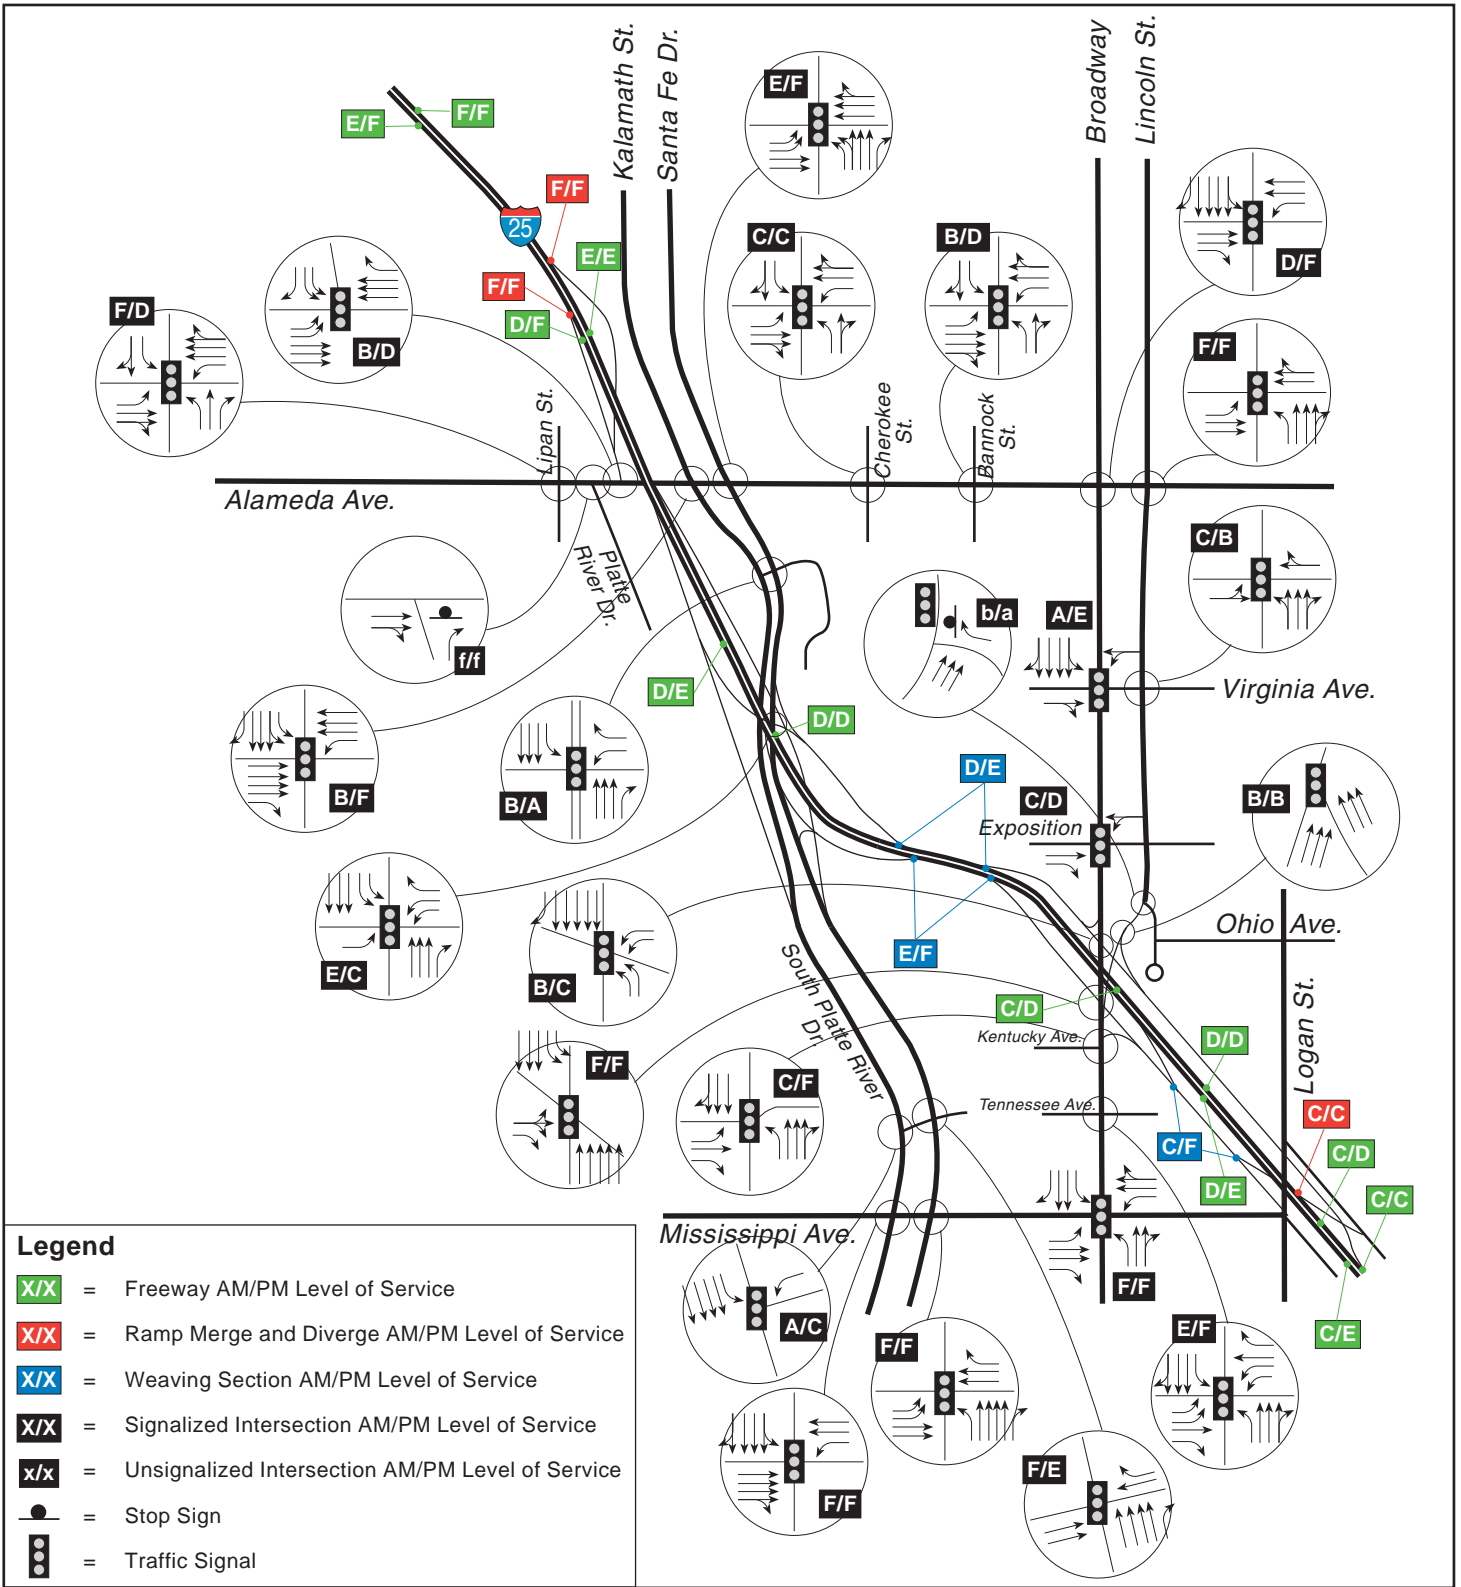 Kalamath St.
Santa Fe Dr.
Broadway
Lincoln St.
E/F
F/F
E/F
F/F
25
E/E
F/F
D/F
C/C
B/D
D/F
F/F
F/D
B/D
Lipan St.
Cherokee
St.
Bannock
St.
Alameda Ave.
Platte
River Dr.
C/B
f/f
b/a
A/E
Virginia Ave.
D/E
D/D
B/F
B/A
D/E
C/D
Exposition
B/B
E/C
B/C
E/F
Ohio Ave.
South Platte River
Dr.
C/D
Kentucky Ave.
D/D
Logan St.
F/F
C/F
Tennessee Ave.
C/F
D/E
C/C
C/D
C/C
Mississippi Ave.
F/F
C/E
A/C
F/F
E/F
F/F
F/E
Legend
X/X = Freeway AM/PM Level of Service
X/X = Ramp Merge and Diverge AM/PM Level of Service
X/X = Weaving Section AM/PM Level of Service
X/X = Signalized Intersection AM/PM Level of Service
x/x = Unsignalized Intersection AM/PM Level of Service
= Stop Sign
= Traffic Signal